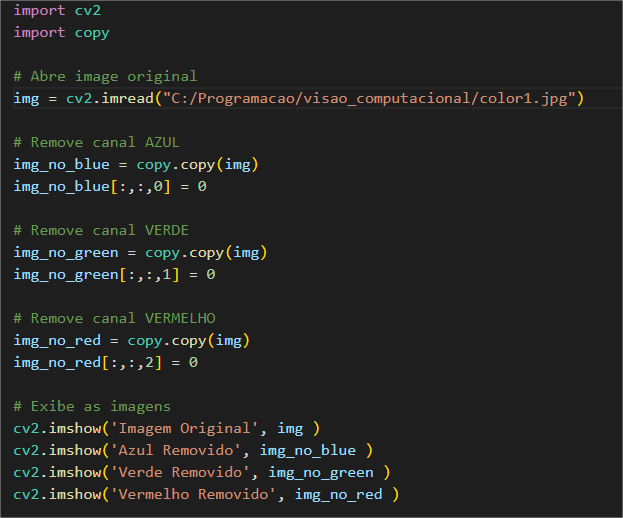 import cv2
import copy
# Abre image original
img = cv2.imread("C:/Programacao/visao_computacional/color1.jpg")
# Remove canal AZUL
img_no_blue = copy.copy(img)
img_no_blue[:,:,0] = 0
# Remove canal VERDE
img_no_green = copy.copy(img)
img_no_green[:,:,1] = 0
# Remove canal VERMELHO
img_no_red = copy.copy(img)
img_no_red[:,:,2] = 0
# Exibe as imagens
cv2.imshow('Imagem Original', img )
cv2.imshow('Azul Removido', img_no_blue )
cv2.imshow('Verde Removido', img_no_green )
cv2.imshow('Vermelho Removido', img_no_red )